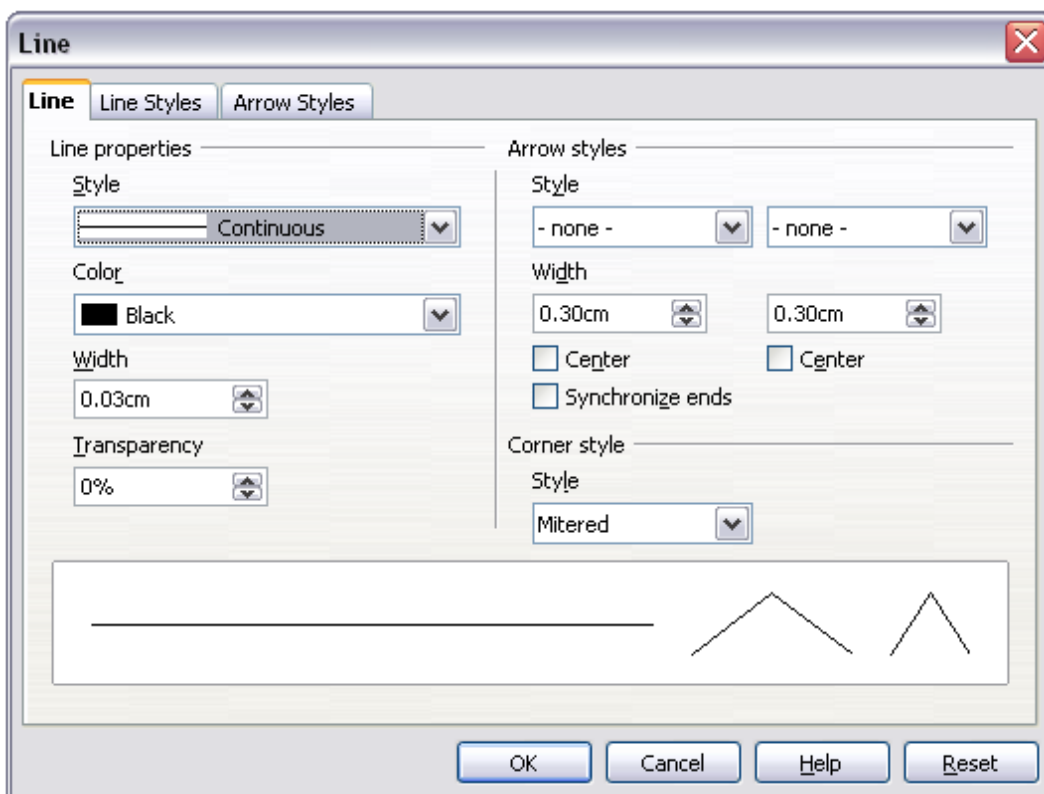 Line
Line Line Styles Arrow Styles
Line properties
Style
Continuous
Color
Black
Width
0.03cm
Transparency
0%
Arrow styles
Style
- none - - none -
Width
0.30cm 0.30cm
Center Center
Synchronize ends
Corner style
Style
Mitered
OK Cancel Help Reset